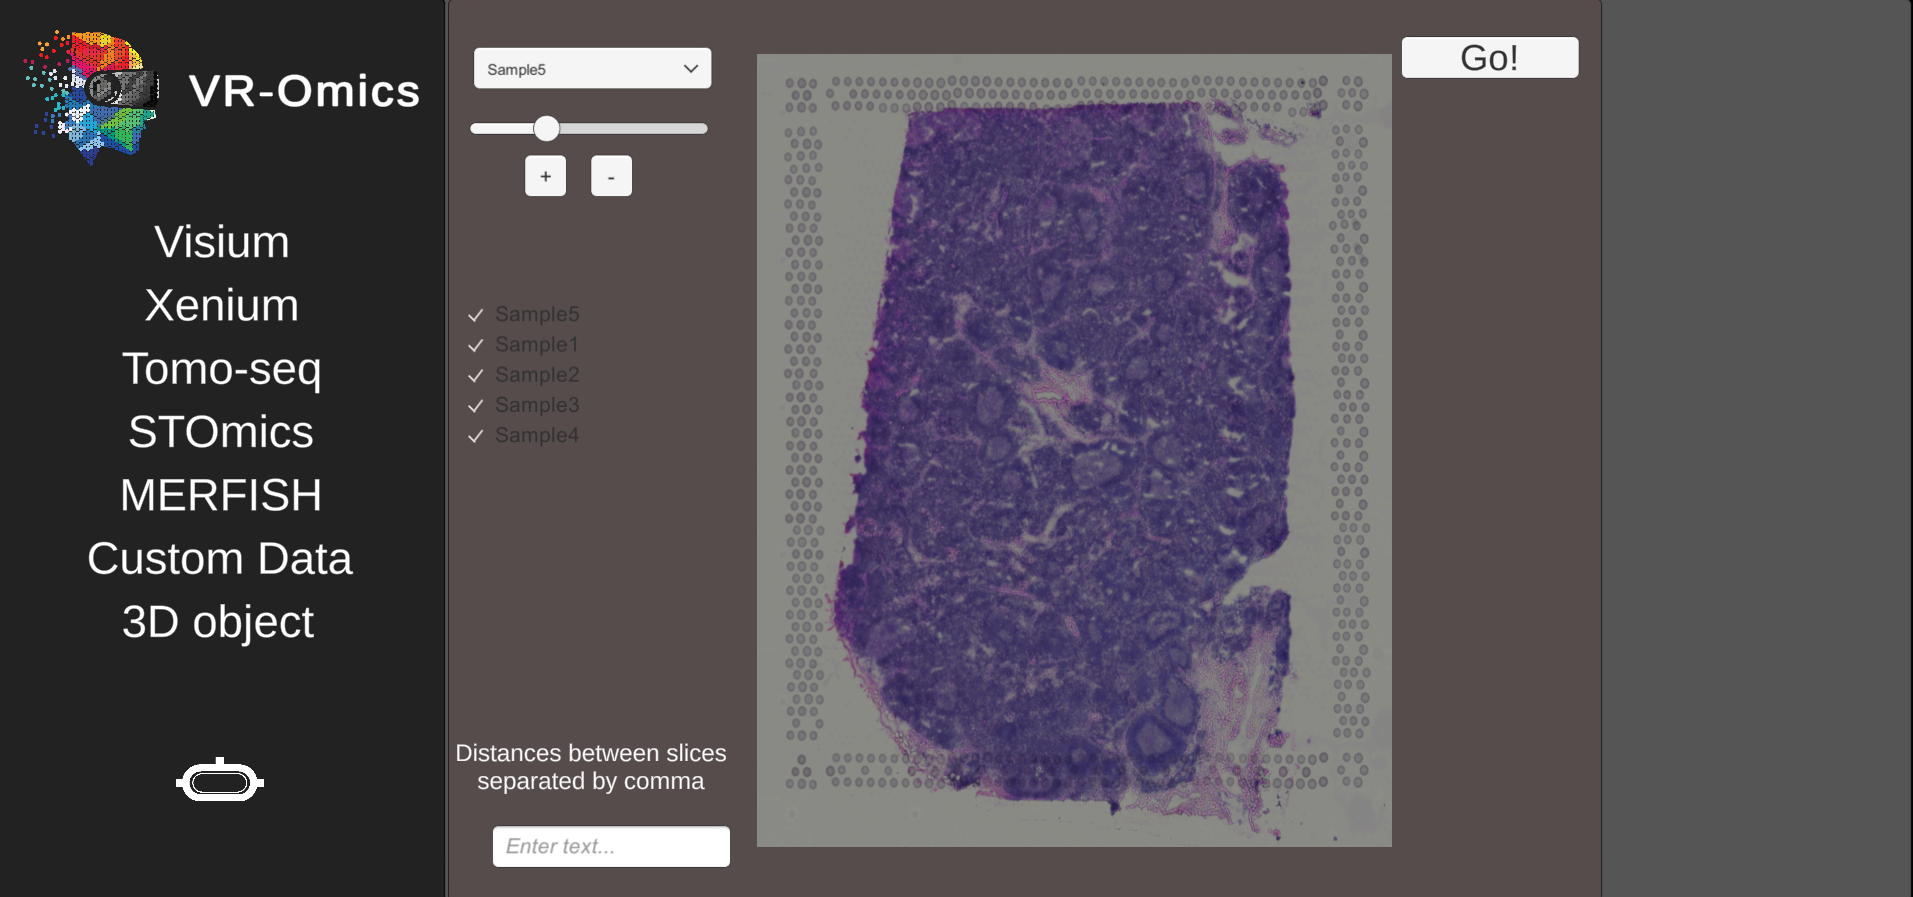 VR-Omics
Visium
Xenium
Tomo-seq
STOmics
MERFISH
Custom Data
3D object
Sample5
+
-
Sample5
Sample1
Sample2
Sample3
Sample4
Distances between slices
separated by comma
Enter text...
Go!